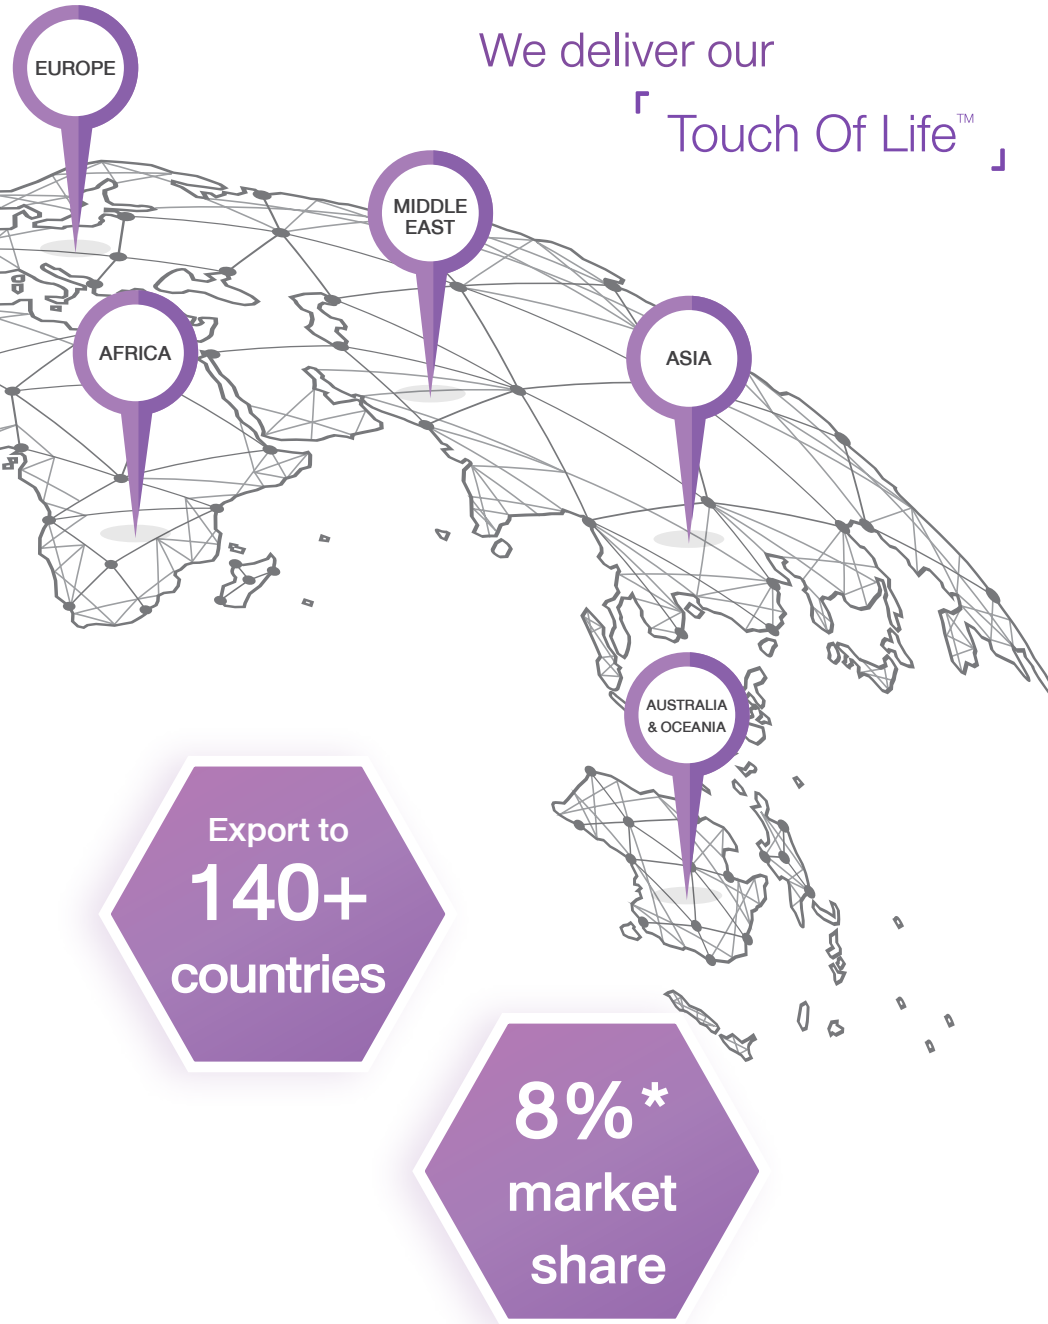 We deliver our
「Touch Of Life™」
EUROPE
MIDDLE
EAST
AFRICA
ASIA
AUSTRALIA
& OCEANIA
Export to
140+
countries
8%*
market
share